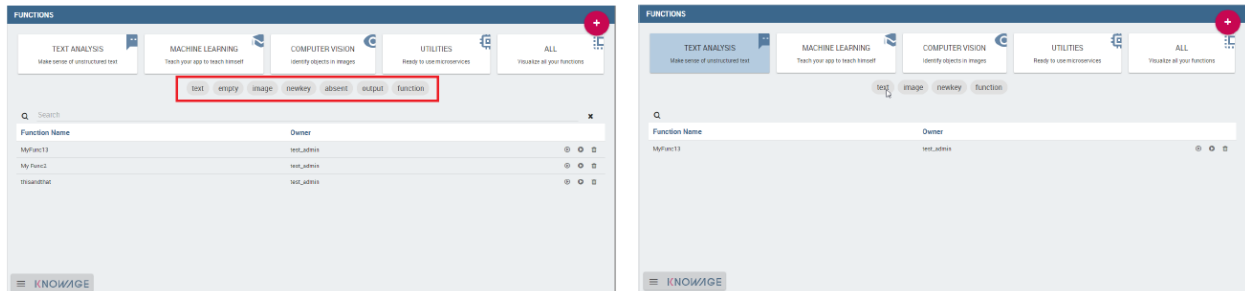 FUNCTIONS
+
TEXT ANALYSIS
Make sense of unstructured text
MACHINE LEARNING
Teach your app to teach himself
COMPUTER VISION
Identify objects in images
UTILITIES
Ready to use microservices
ALL
Visualize all your functions
text empty image newkey absent output function
Search
Function Name Owner
MyFunc13 test_admin
My Func2 test_admin
thisandthat test_admin
KNOWAGE
FUNCTIONS
+
TEXT ANALYSIS
Make sense of unstructured text
MACHINE LEARNING
Teach your app to teach himself
COMPUTER VISION
Identify objects in images
UTILITIES
Ready to use microservices
ALL
Visualize all your functions
text image newkey function
Function Name Owner
MyFunc13 test_admin
KNOWAGE